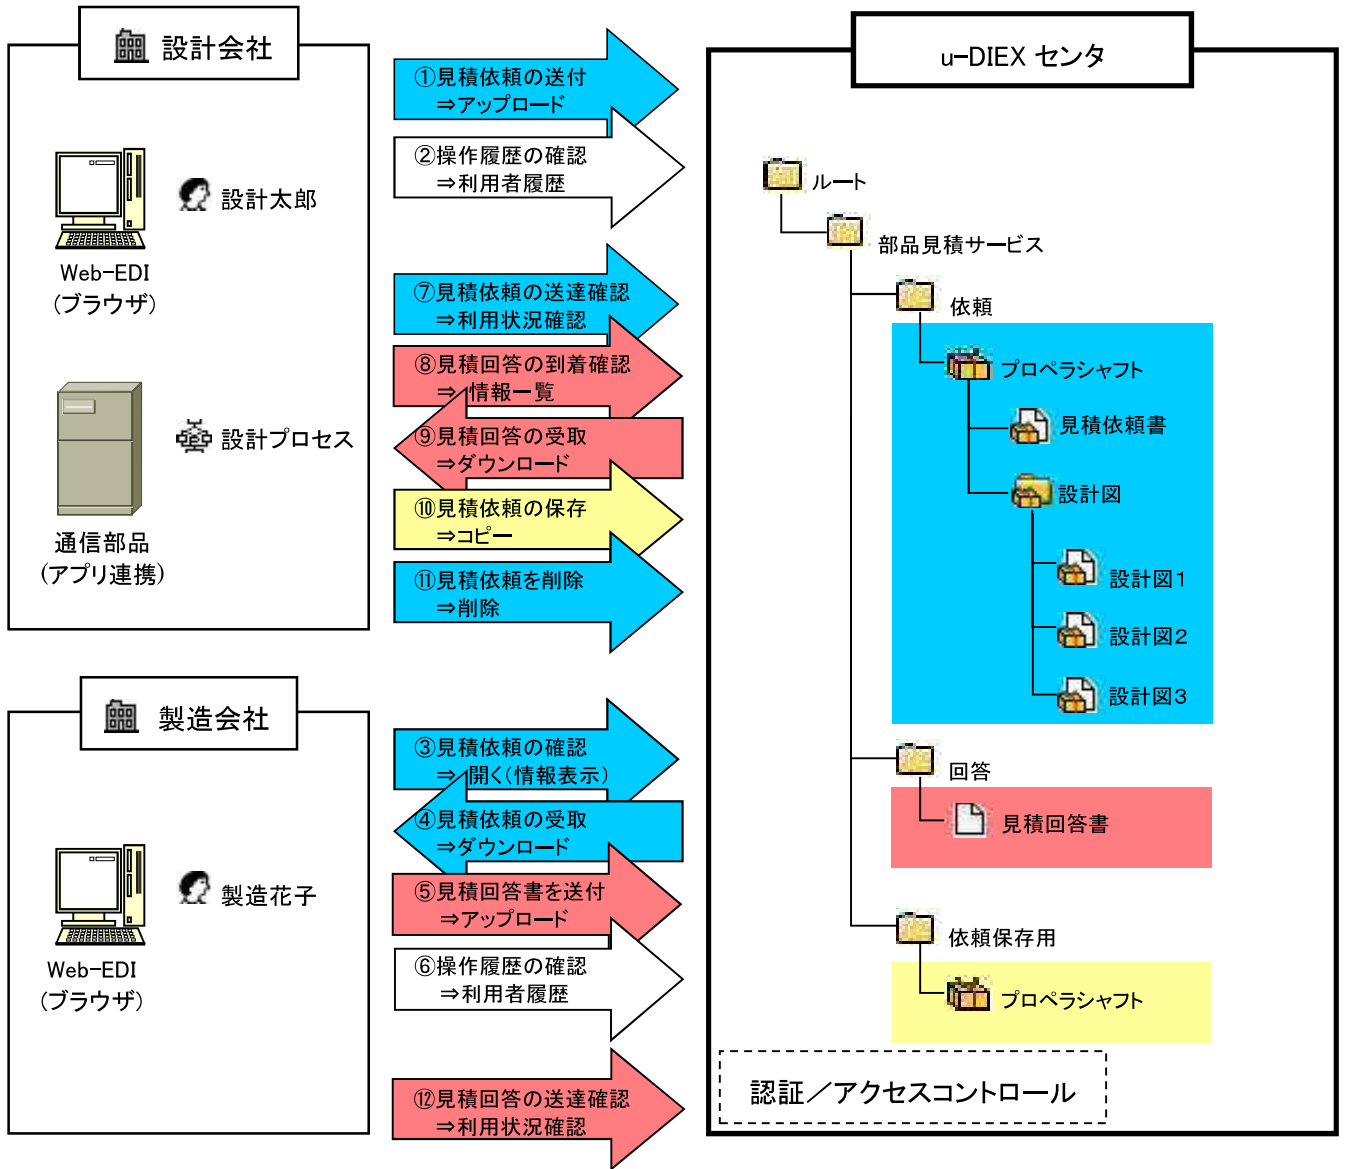 設計会社
設計太郎
Web-EDI
(ブラウザ)
設計プロセス
通信部品
(アプリ連携)
①見積依頼の送付
⇒アップロード
②操作履歴の確認
⇒利用者履歴
⑦見積依頼の送達確認
⇒利用状況確認
⑧見積回答の到着確認
⇒情報一覧
⑨見積回答の受取
⇒ダウンロード
⑩見積依頼の保存
⇒コピー
⑪見積依頼を削除
⇒削除
製造会社
製造花子
Web-EDI
(ブラウザ)
③見積依頼の確認
⇒開く(情報表示)
④見積依頼の受取
⇒ダウンロード
⑤見積回答書を送付
⇒アップロード
⑥操作履歴の確認
⇒利用者履歴
⑫見積回答の送達確認
⇒利用状況確認
u-DIEX センタ
ルート
部品見積サービス
依頼
プロペラシャフト
見積依頼書
設計図
設計図1
設計図2
設計図3
回答
見積回答書
依頼保存用
プロペラシャフト
認証／アクセスコントロール